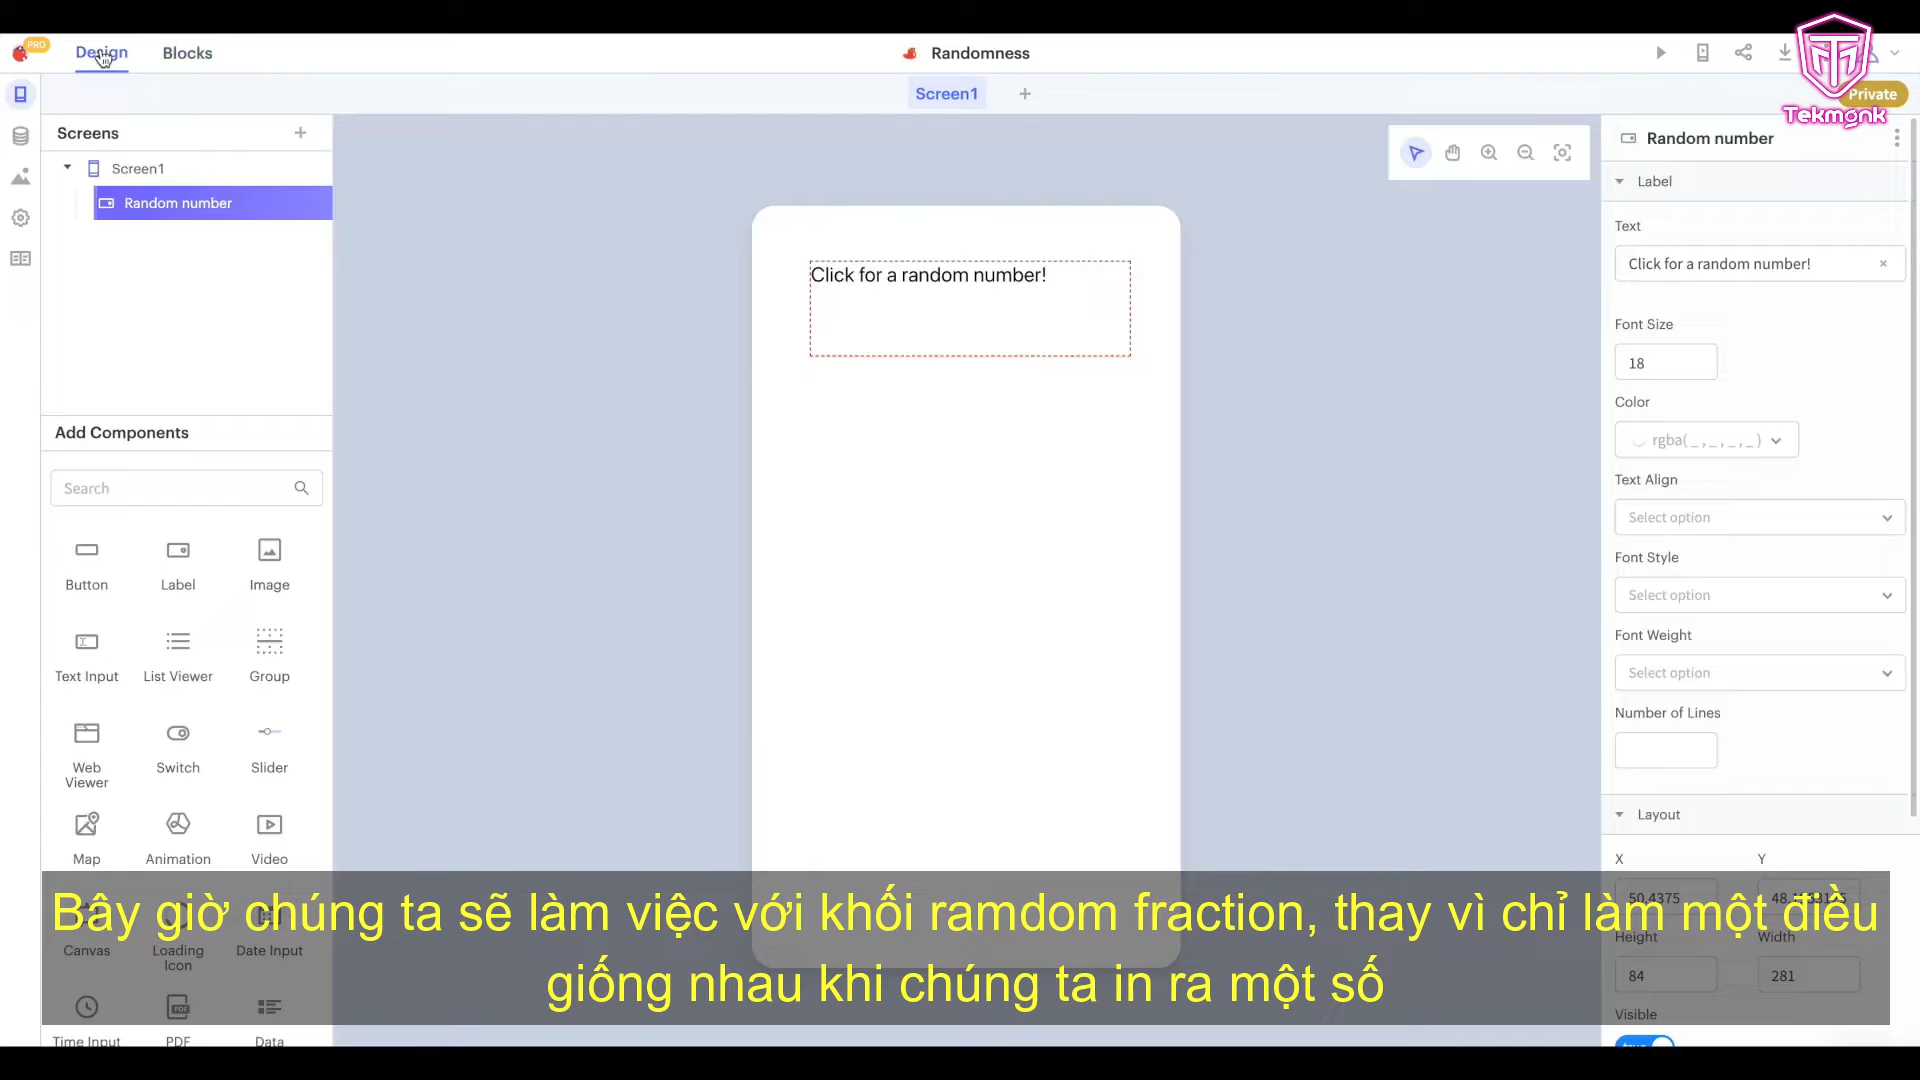 PRO
Design
Blocks
Randomness
Screen1
Private
Tekmonk
Screens
Screen1
Random number
Add Components
Search
Button
Label
Image
Text Input
List Viewer
Group
Web
Viewer
Switch
Slider
Map
Animation
Video
Canvas
Loading
Icon
Date Input
Time Input
PDF
Data
Click for a random number!
Random number
Label
Text
Click for a random number!
Font Size
18
Color
rgba( _ , _ , _ , _ )
Text Align
Select option
Font Style
Select option
Font Weight
Select option
Number of Lines
Layout
X
Y
50.4375
Height
Width
84
281
Visible
true
Bây giờ chúng ta sẽ làm việc với khối ramdom fraction, thay vì chỉ làm một điều
giống nhau khi chúng ta in ra một số